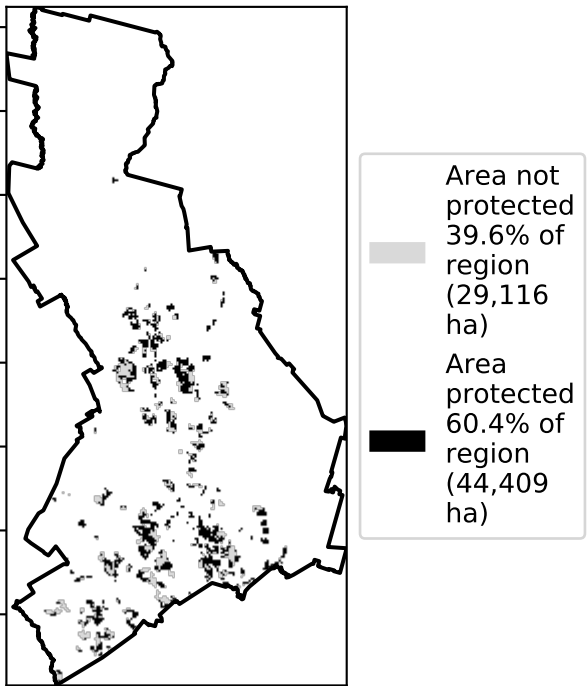 Area not
protected
39.6% of
region
(29,116
ha)
Area
protected
60.4% of
region
(44,409
ha)